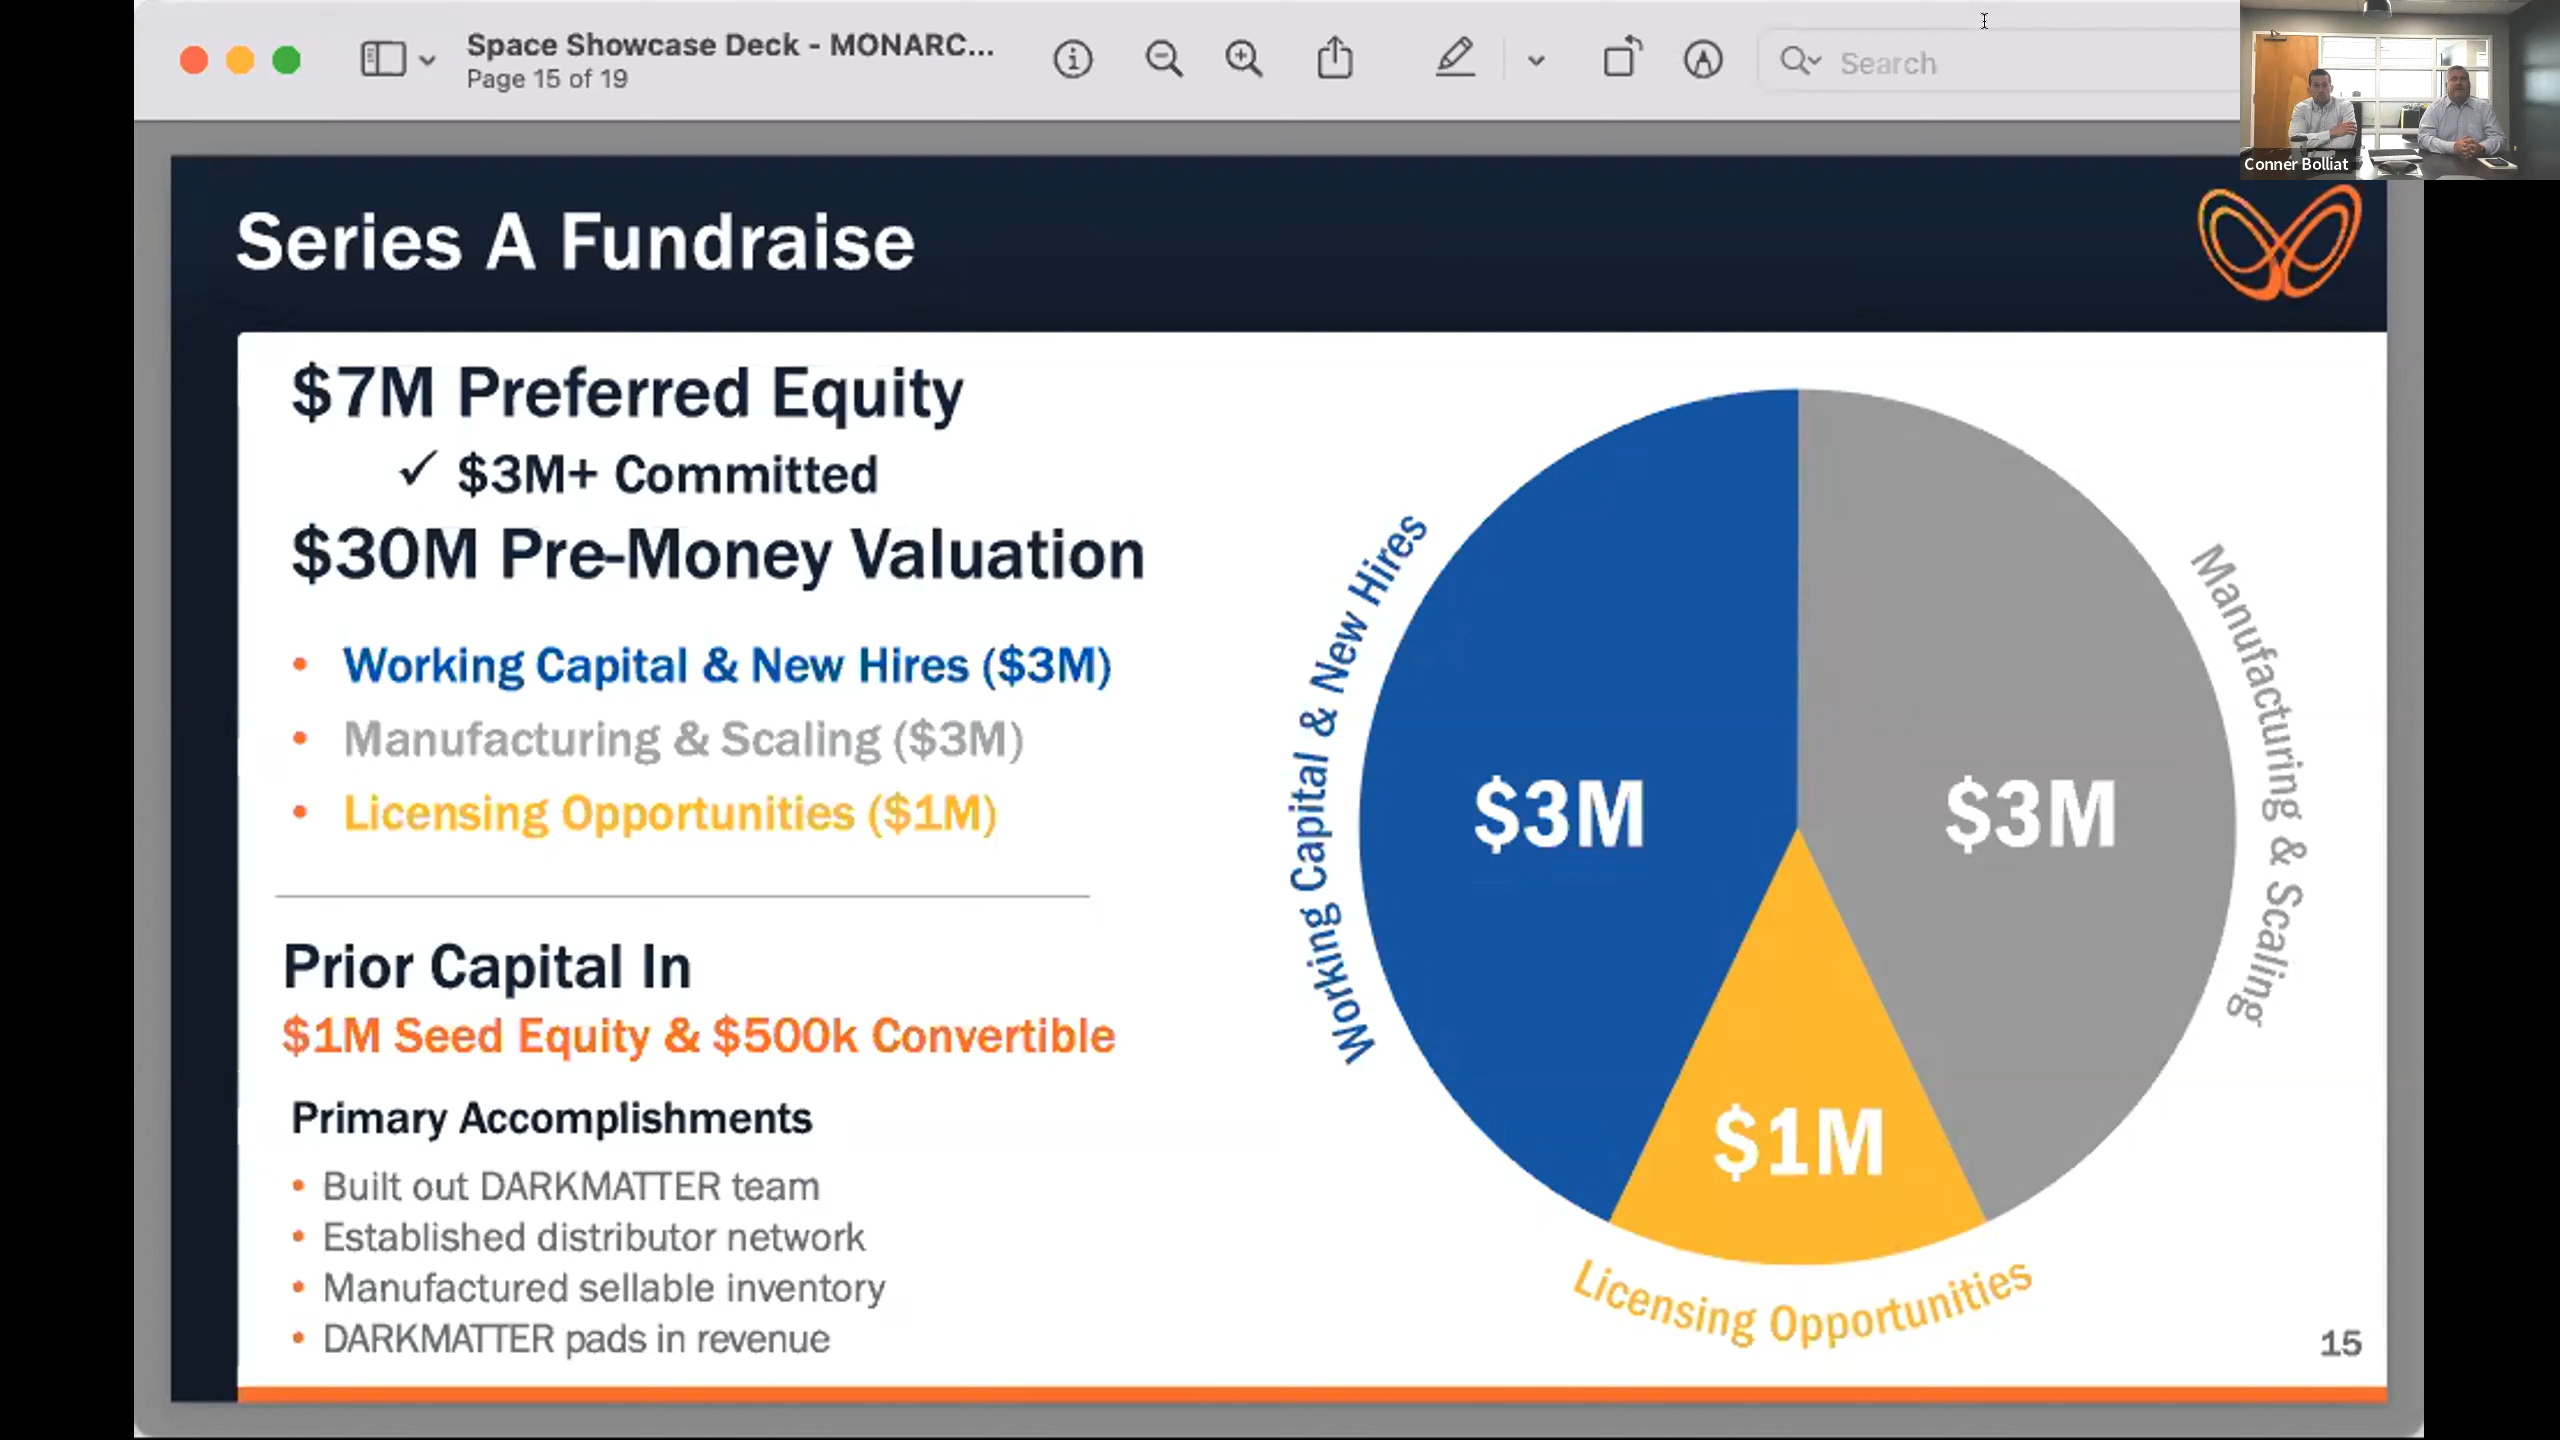 Space Showcase Deck - MONARC...
Page 15 of 19
Search
Conner Bolliat
Series A Fundraise
$7M Preferred Equity
✓ $3M+ Committed
$30M Pre-Money Valuation
• Working Capital & New Hires ($3M)
• Manufacturing & Scaling ($3M)
• Licensing Opportunities ($1M)
Prior Capital In
$1M Seed Equity & $500k Convertible
Primary Accomplishments
• Built out DARKMATTER team
• Established distributor network
• Manufactured sellable inventory
• DARKMATTER pads in revenue
Working Capital & New Hires
$3M
$3M
Manufacturing & Scaling
$1M
Licensing Opportunities
15